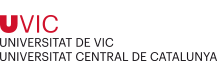 UVIC
UNIVERSITAT DE VIC
UNIVERSITAT CENTRAL DE CATALUNYA